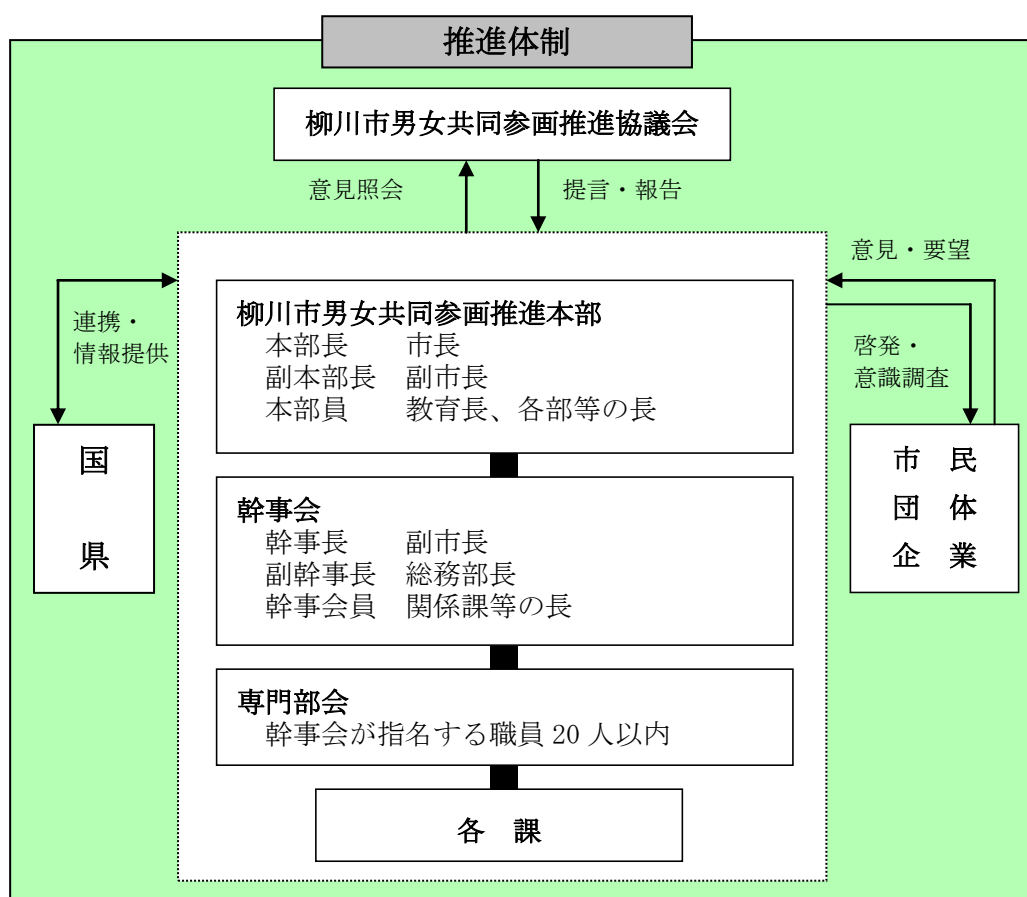 推進体制
柳川市男女共同参画推進協議会
意見照会
提言・報告
意見・要望
連携・
情報提供
啓発・
意識調査
柳川市男女共同参画推進本部
本部長 市長
副本部長 副市長
本部員 教育長、各部等の長
国
県
市 民
団 体
企 業
幹事会
幹事長 副市長
副幹事長 総務部長
幹事会員 関係課等の長
専門部会
幹事会が指名する職員 20 人以内
各 課